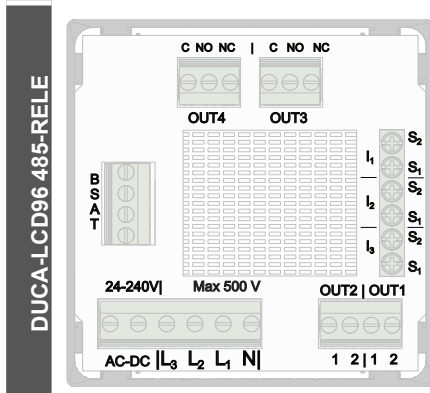 DUCA-LCD96 485-RELE
C NO NC | C NO NC
OUT4 OUT3
S2
I1
S1
B
S
A
T
S2
I2
S1
S2
I3
S1
24-240V| Max 500 V
OUT2 | OUT1
AC-DC |L3 L2 L1 N|
1 2 | 1 2